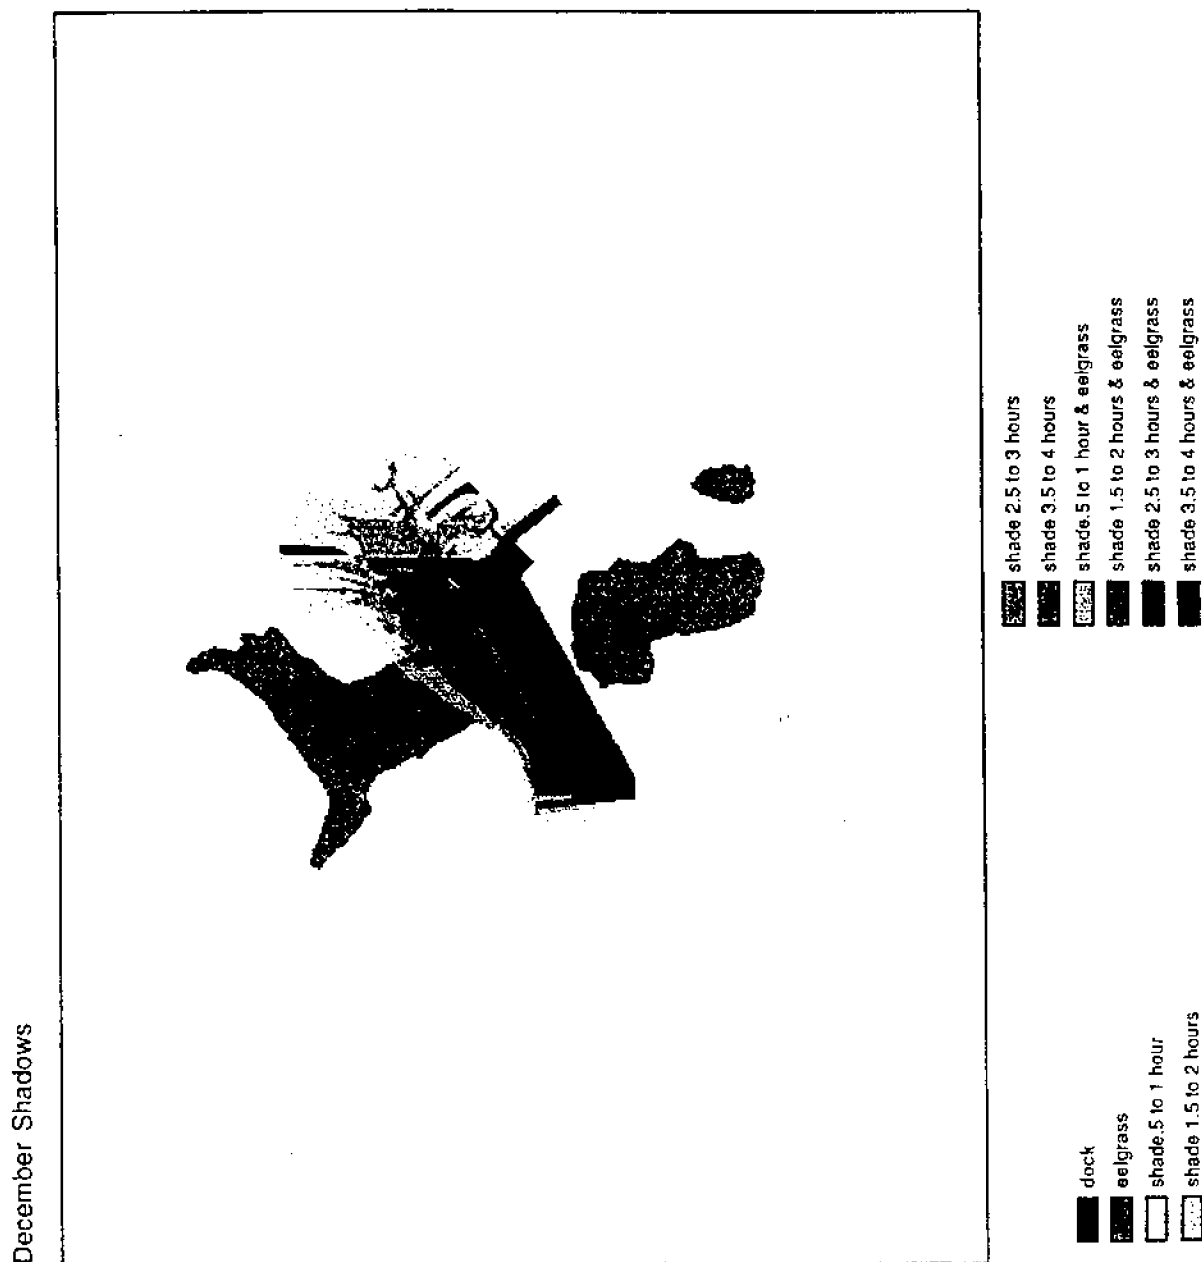 December Shadows
dock
eelgrass
shade.5 to 1 hour
shade 1.5 to 2 hours
shade 2.5 to 3 hours
shade 3.5 to 4 hours
shade.5 to 1 hour & eelgrass
shade 1.5 to 2 hours & eelgrass
shade 2.5 to 3 hours & eelgrass
shade 3.5 to 4 hours & eelgrass